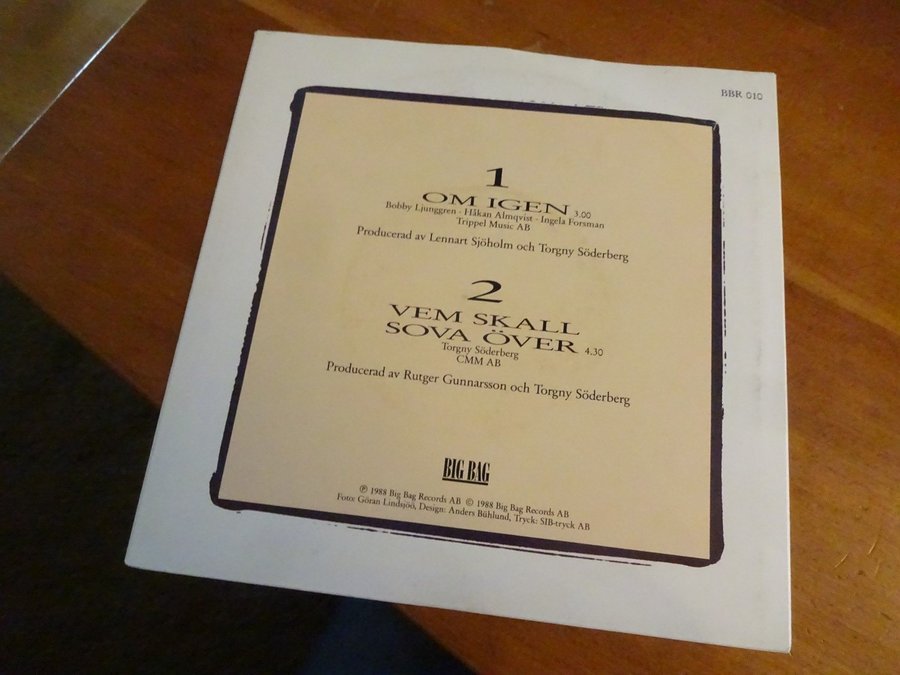 BBR 010
1
OM IGEN 3.00
Bobby Ljunggren · Håkan Almqvist · Ingela Forsman
Trippel Music AB
Producerad av Lennart Sjöholm och Torgny Söderberg
2
VEM SKALL
SOVA ÖVER 4.30
Torgny Söderberg
CMM AB
Producerad av Rutger Gunnarsson och Torgny Söderberg
BIG BAG
℗ 1988 Big Bag Records AB © 1988 Big Bag Records AB
Foto: Göran Lindsjöö, Design: Anders Bühlund, Tryck: SIB-tryck AB